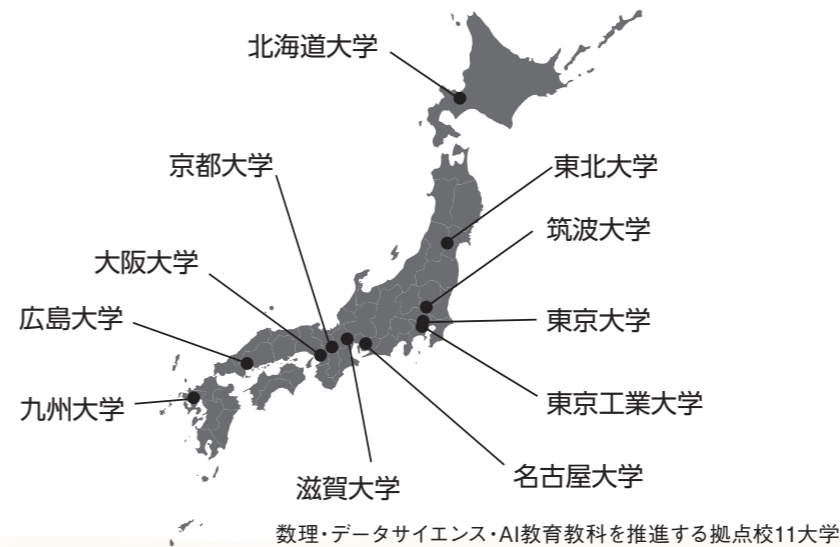 北海道大学
京都大学
東北大学
筑波大学
大阪大学
広島大学
東京大学
九州大学
東京工業大学
滋賀大学
名古屋大学
数理・データサイエンス・AI教育教科を推進する拠点校11大学